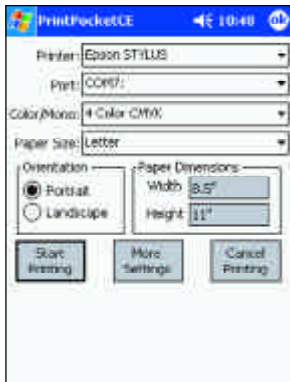 PrintPocketCE 10:40 ok
Printer: Epson STYLUS
Port: COM7:
Color/Mono: 4 Color CMYK
Paper Size: Letter
Orientation
Portrait
Landscape
Paper Dimensions
Width 8.5"
Height 11"
Start Printing
More Settings
Cancel Printing